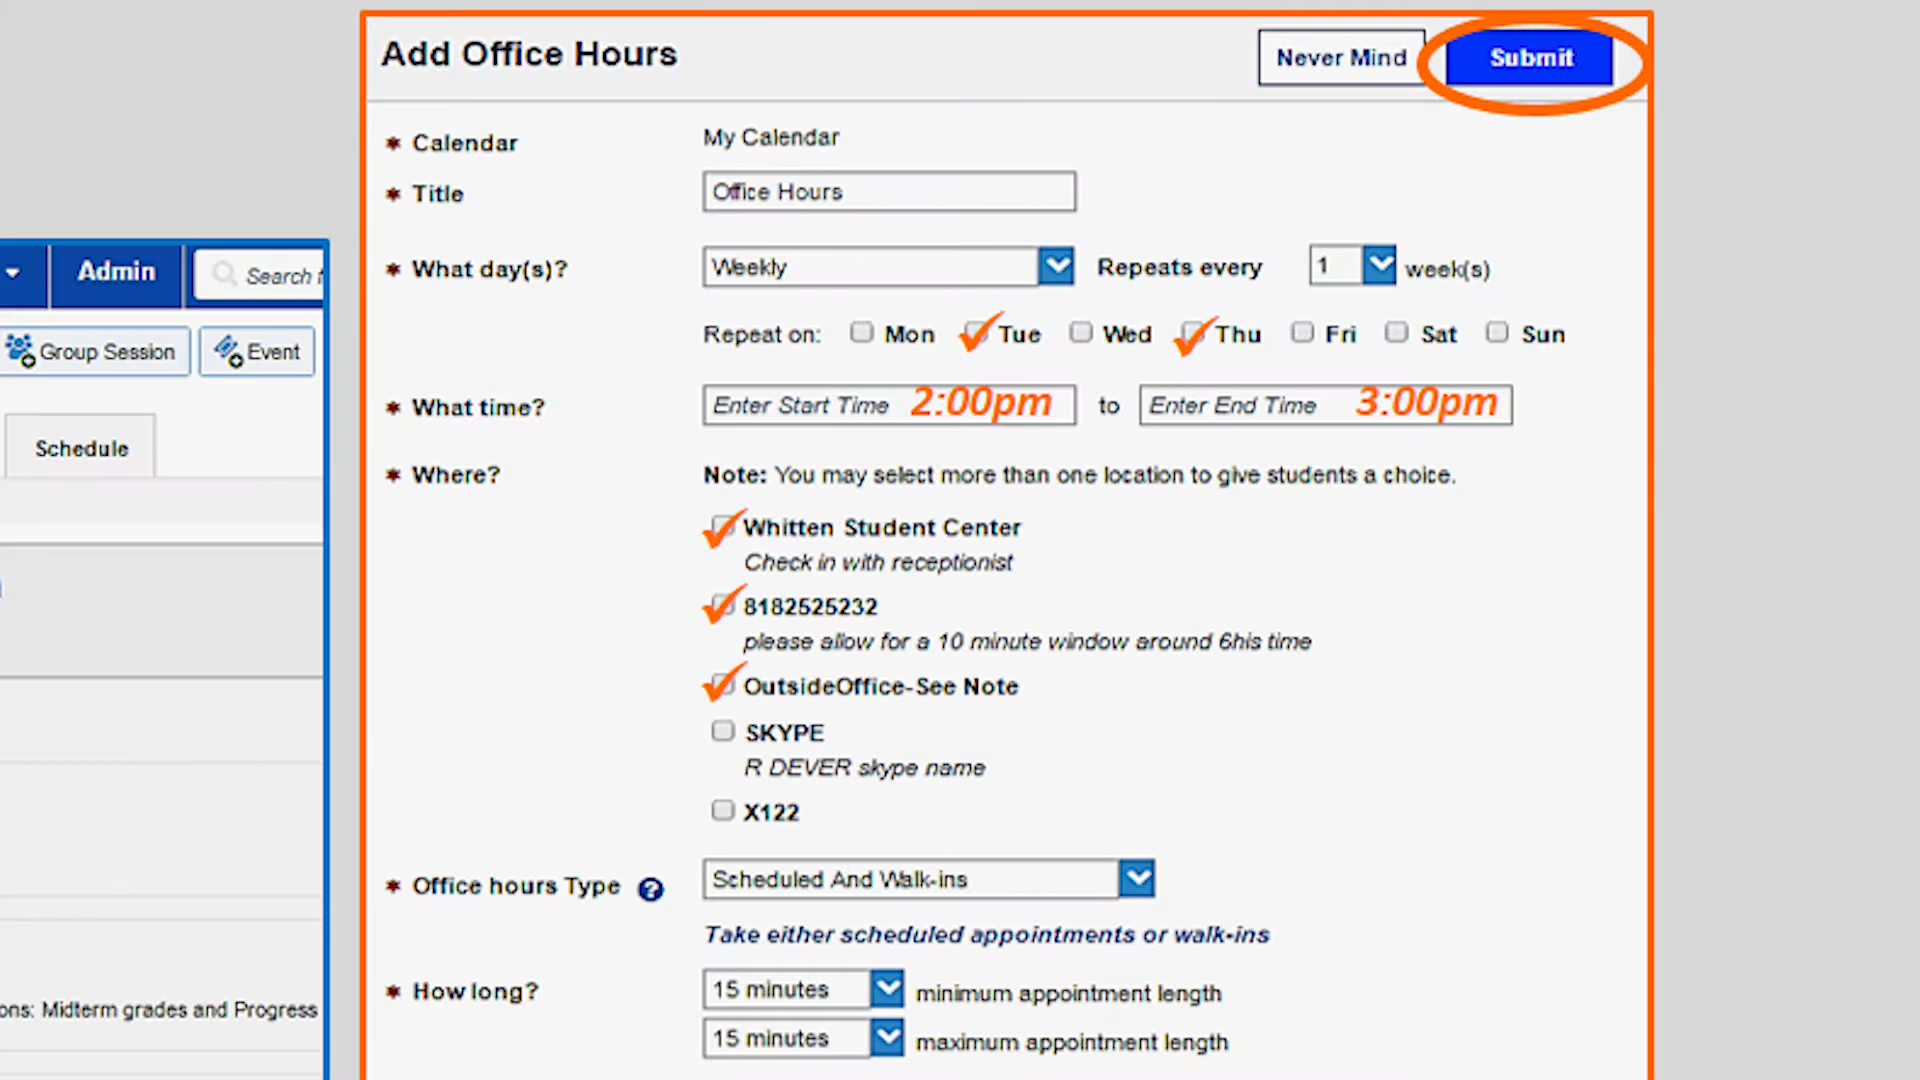 Add Office Hours
Never Mind
Submit
* Calendar My Calendar
* Title Office Hours
* What day(s)? Weekly Repeats every 1 week(s)
Repeat on: Mon Tue Wed Thu Fri Sat Sun
* What time? Enter Start Time 2:00pm to Enter End Time 3:00pm
* Where? Note: You may select more than one location to give students a choice.
Whitten Student Center
Check in with receptionist
8182525232
please allow for a 10 minute window around 6his time
OutsideOffice-See Note
SKYPE
R DEVER skype name
X122
* Office hours Type ? Scheduled And Walk-ins
Take either scheduled appointments or walk-ins
* How long? 15 minutes minimum appointment length
15 minutes maximum appointment length
Admin
Search
Group Session
Event
Schedule
ons: Midterm grades and Progress